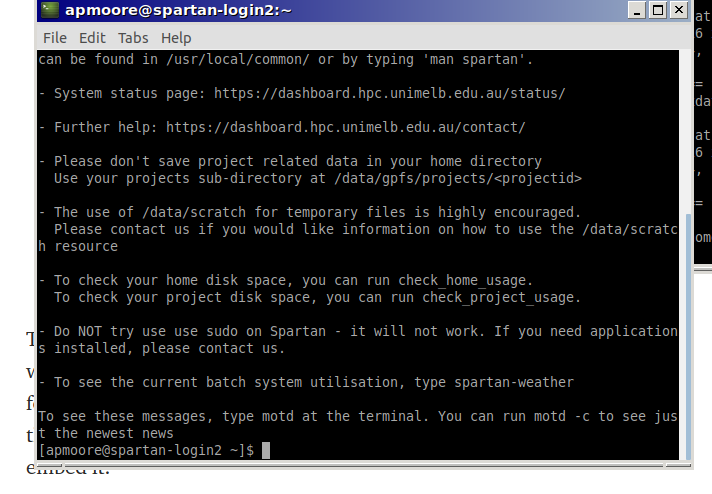 apmoore@spartan-login2:~
File Edit Tabs Help
can be found in /usr/local/common/ or by typing 'man spartan'.
- System status page: https://dashboard.hpc.unimelb.edu.au/status/
- Further help: https://dashboard.hpc.unimelb.edu.au/contact/
- Please don't save project related data in your home directory
Use your projects sub-directory at /data/gpfs/projects/<projectid>
- The use of /data/scratch for temporary files is highly encouraged.
Please contact us if you would like information on how to use the /data/scratc
h resource
- To check your home disk space, you can run check_home_usage.
To check your project disk space, you can run check_project_usage.
- Do NOT try use use sudo on Spartan - it will not work. If you need application
s installed, please contact us.
- To see the current batch system utilisation, type spartan-weather
To see these messages, type motd at the terminal. You can run motd -c to see jus
t the newest news
[apmoore@spartan-login2 ~]$
at
6
,
=
da
at
6
,
=
om